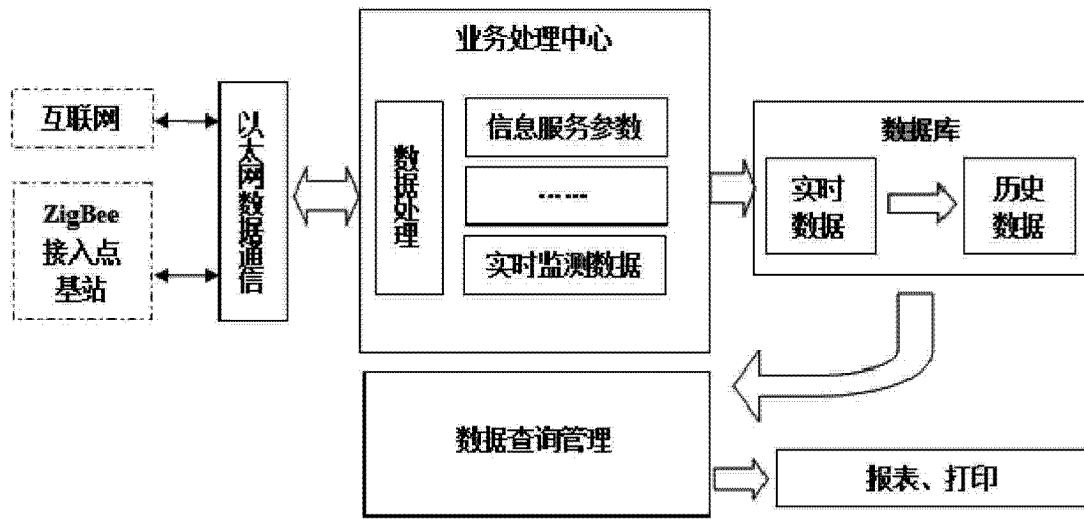 业务处理中心
互联网
ZigBee
接入点
基站
以太网数据通信
数据处理
信息服务参数
......
实时监测数据
数据库
实时
数据
历史
数据
数据查询管理
报表、打印